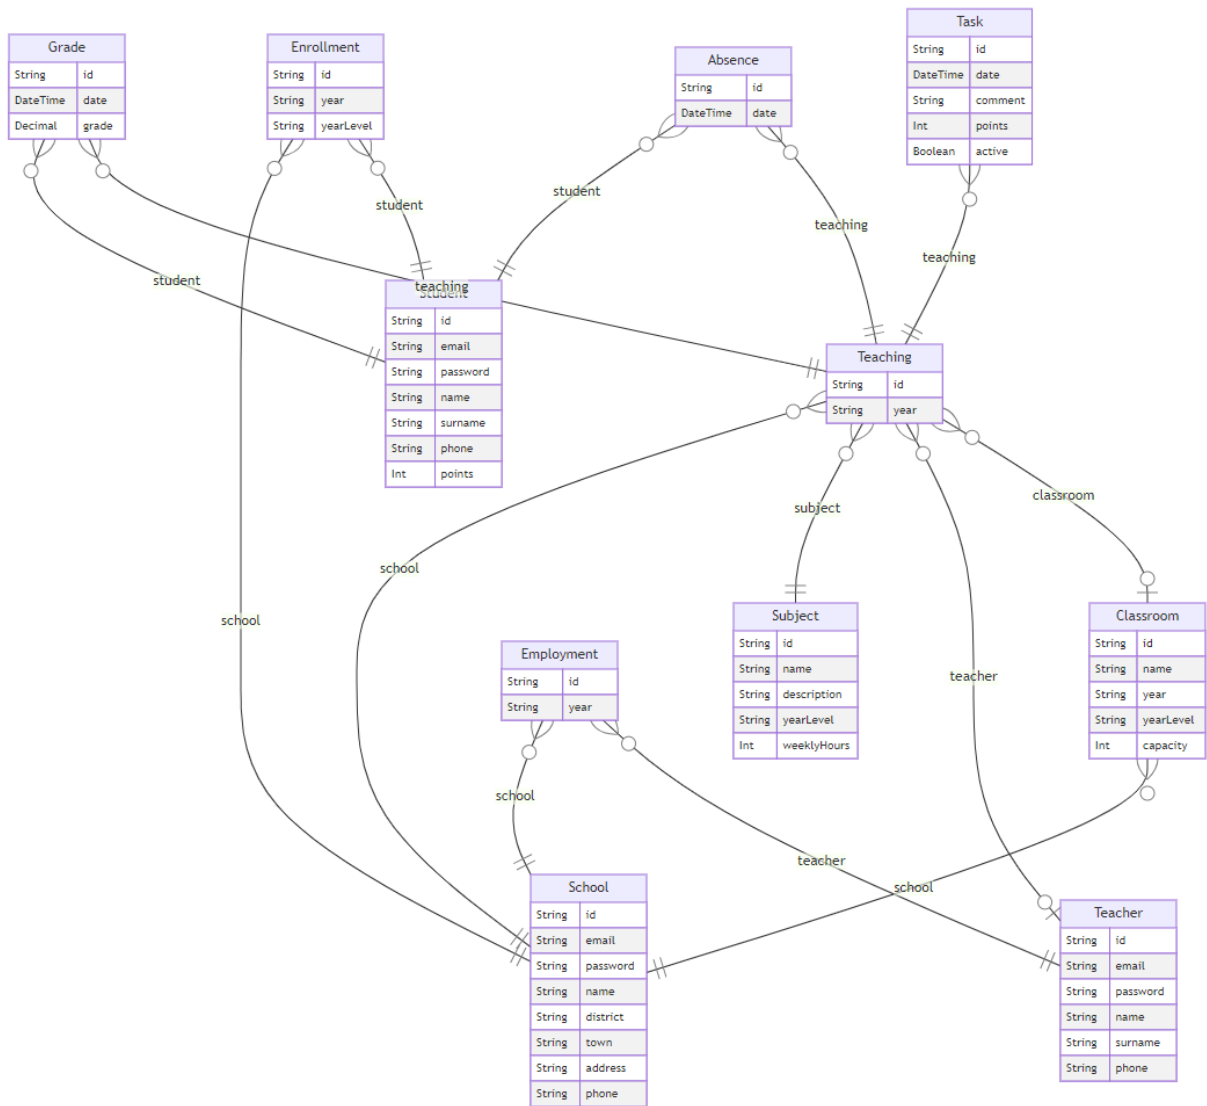 Task
String id
DateTime date
String comment
Int points
Boolean active
Grade
String id
DateTime date
Decimal grade
Enrollment
String id
String year
String yearLevel
Absence
String id
DateTime date
student
student
teaching
teaching
student
teaching
Student
String id
String email
String password
String name
String surname
String phone
Int points
Teaching
String id
String year
classroom
subject
school
school
teacher
Subject
String id
String name
String description
String yearLevel
Int weeklyHours
Classroom
String id
String name
String year
String yearLevel
Int capacity
Employment
String id
String year
school
teacher
school
School
String id
String email
String password
String name
String district
String town
String address
String phone
Teacher
String id
String email
String password
String name
String surname
String phone